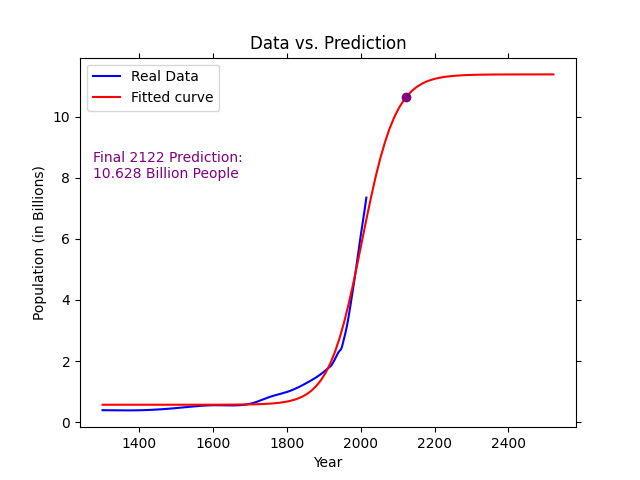 Data vs. Prediction
Real Data
Fitted curve
Final 2122 Prediction:
10.628 Billion People
Population (in Billions)
10
8
6
4
2
0
1400 1600 1800 2000 2200 2400
Year